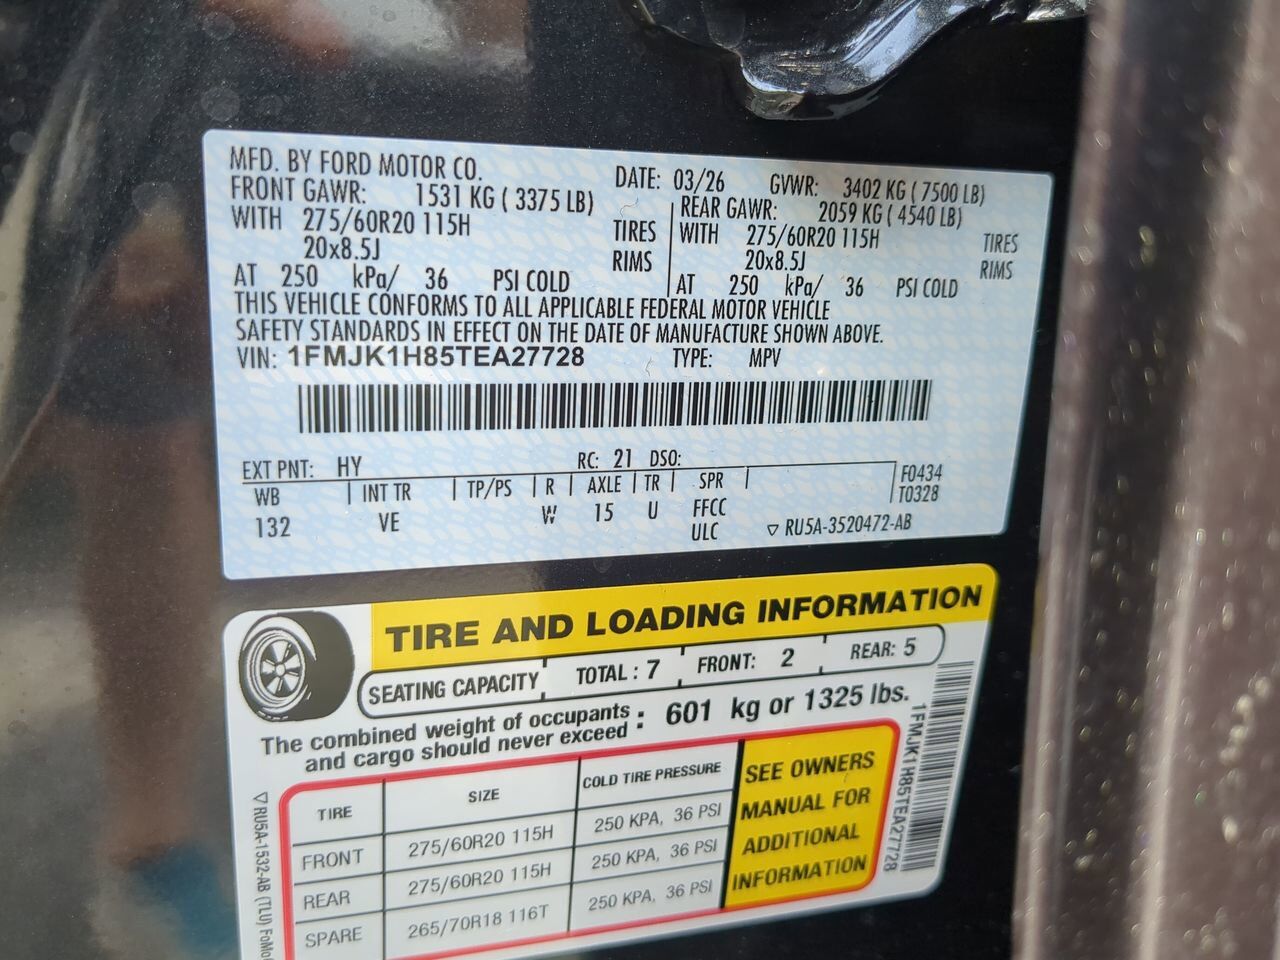 MFD. BY FORD MOTOR CO.
DATE: 03/26 GVWR: 3402 KG ( 7500 LB)
FRONT GAWR: 1531 KG ( 3375 LB)
WITH 275/60R20 115H TIRES
20x8.5J RIMS
AT 250 kPa/ 36 PSI COLD
REAR GAWR: 2059 KG ( 4540 LB)
WITH 275/60R20 115H TIRES
20x8.5J RIMS
AT 250 kPa/ 36 PSI COLD
THIS VEHICLE CONFORMS TO ALL APPLICABLE FEDERAL MOTOR VEHICLE
SAFETY STANDARDS IN EFFECT ON THE DATE OF MANUFACTURE SHOWN ABOVE.
VIN: 1FMJK1H85TEA27728 TYPE: MPV
EXT PNT: HY RC: 21 DSO:
WB INT TR TP/PS R AXLE TR SPR F0434
T0328
132 VE W 15 U FFCC
ULC ▽ RU5A-3520472-AB
TIRE AND LOADING INFORMATION
SEATING CAPACITY TOTAL : 7 FRONT: 2 REAR: 5
The combined weight of occupants
and cargo should never exceed : 601 kg or 1325 lbs.
TIRE SIZE COLD TIRE PRESSURE
FRONT 275/60R20 115H 250 KPA, 36 PSI
REAR 275/60R20 115H 250 KPA, 36 PSI
SPARE 265/70R18 116T 250 KPA, 36 PSI
SEE OWNERS
MANUAL FOR
ADDITIONAL
INFORMATION
1FMJK1H85TEA27728
▽ RU5A-1532-AB (TLU) FoMo